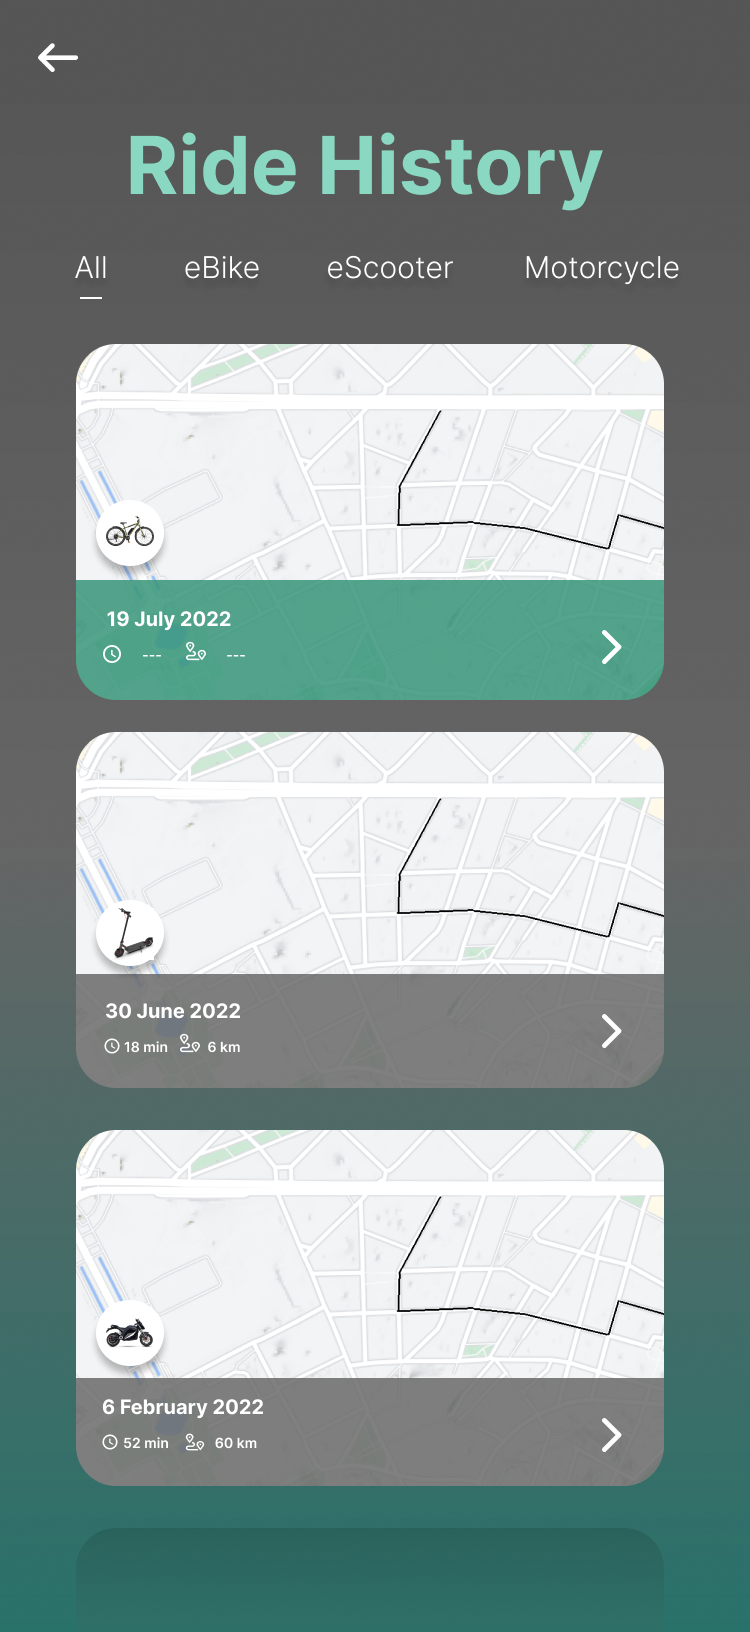 Ride History
All eBike eScooter Motorcycle
19 July 2022
--- ---
30 June 2022
18 min 6 km
6 February 2022
52 min 60 km